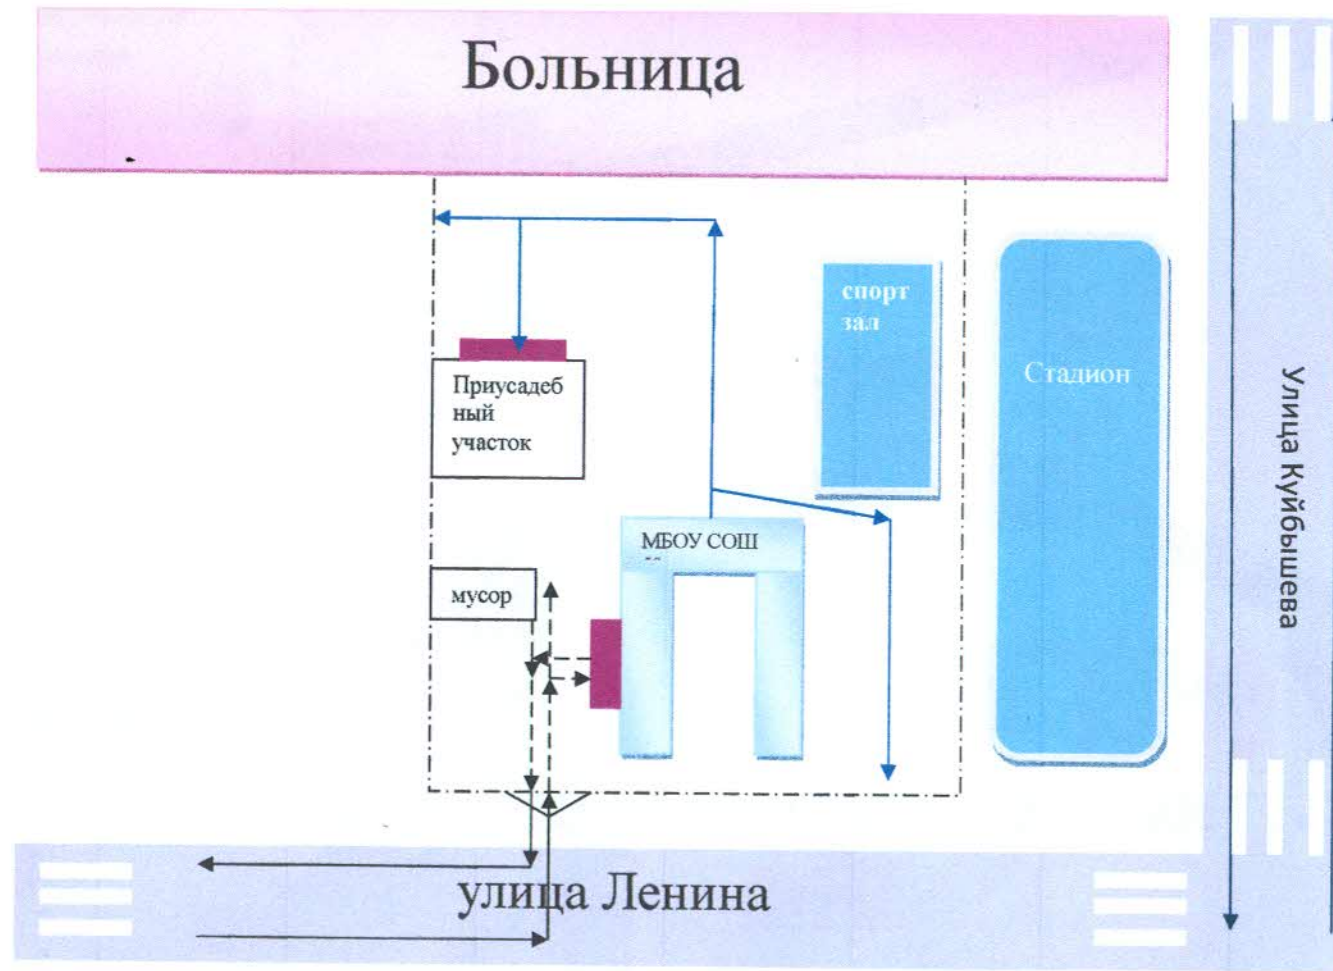 Больница
спорт
зал
Стадион
Приусадеб
ный
участок
МБОУ СОШ
мусор
Улица Куйбышева
улица Ленина